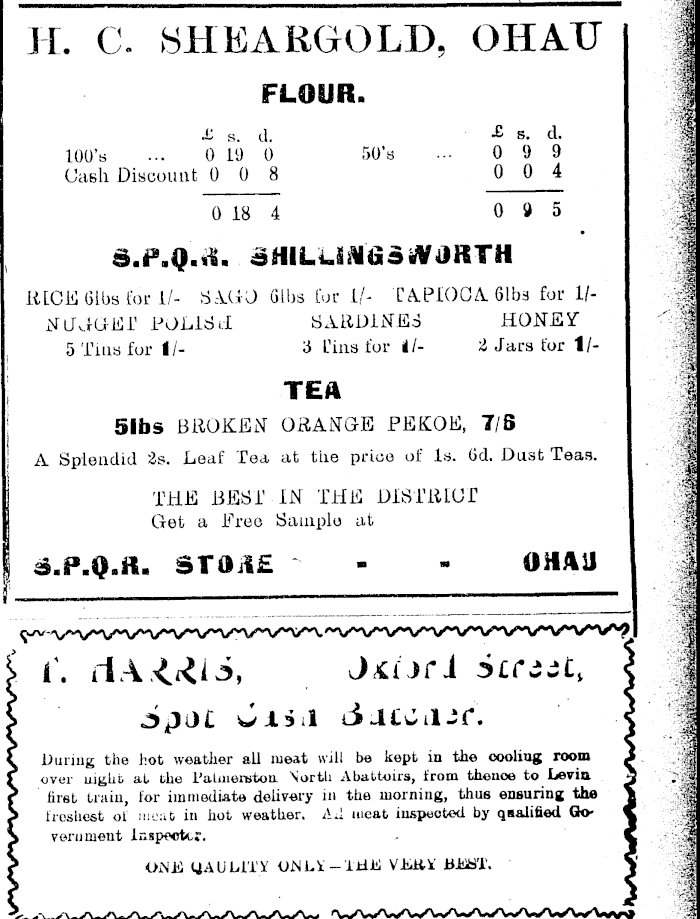 H. C. SHEARGOLD, OHAU
FLOUR.
£ s. d. £ s. d.
100's ... 0 19 0 50's ... 0 9 9
Cash Discount 0 0 8 0 0 4
0 18 4 0 9 5
S.P.Q.R. SHILLINGSWORTH
RICE 6lbs for 1/- SAGO 6lbs for 1/- TAPIOCA 6lbs for 1/-
NUGGET POLISH SARDINES HONEY
5 Tins for 1/- 3 Tins for 1/- 2 Jars for 1/-
TEA
5lbs BROKEN ORANGE PEKOE, 7/6
A Splendid 2s. Leaf Tea at the price of 1s. 6d. Dust Teas.
THE BEST IN THE DISTRICT
Get a Free Sample at
S.P.Q.R. STORE - - OHAU
HARRIS, Oxford Street,
Spot Cash Butcher.
During the hot weather all meat will be kept in the cooling room
over night at the Palmerston North Abattoirs, from thence to Levin
first train, for immediate delivery in the morning, thus ensuring the
freshest of meat in hot weather. All meat inspected by qualified Go-
vernment Inspector.
ONE QAULITY ONLY—THE VERY BEST.